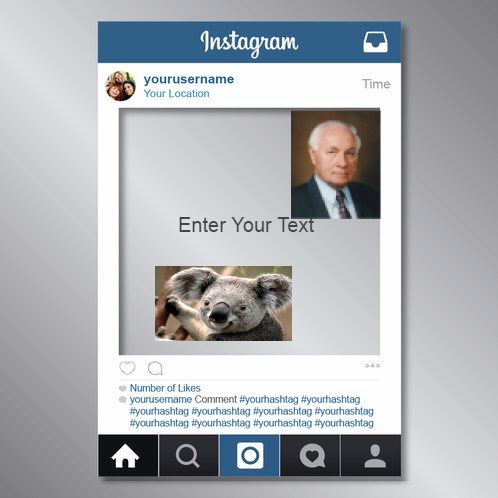 Instagram
yourusername
Your Location
Time
Enter Your Text
Number of Likes
yourusername Comment #yourhashtag #yourhashtag
#yourhashtag #yourhashtag #yourhashtag #yourhashtag
#yourhashtag #yourhashtag #yourhashtag #yourhashtag